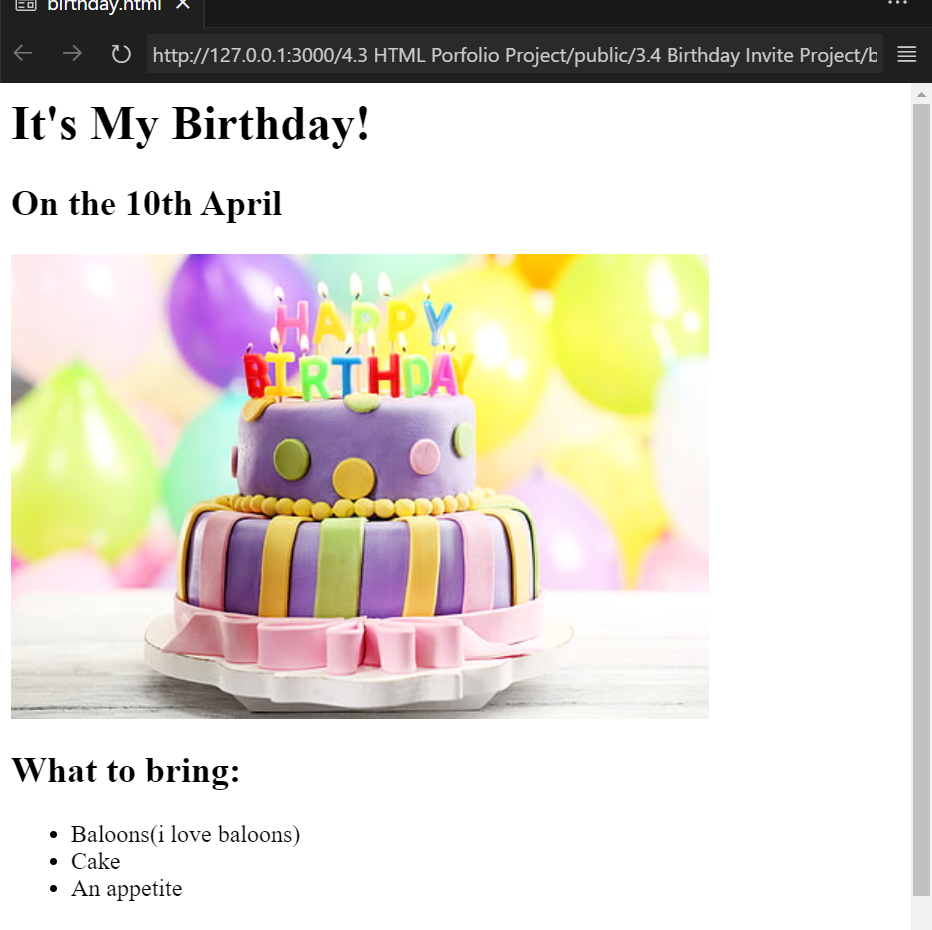 birthday.html
http://127.0.0.1:3000/4.3 HTML Porfolio Project/public/3.4 Birthday Invite Project/b
It's My Birthday!
On the 10th April
HAPPY
BIRTHDAY
What to bring:
Baloons(i love baloons)
Cake
An appetite